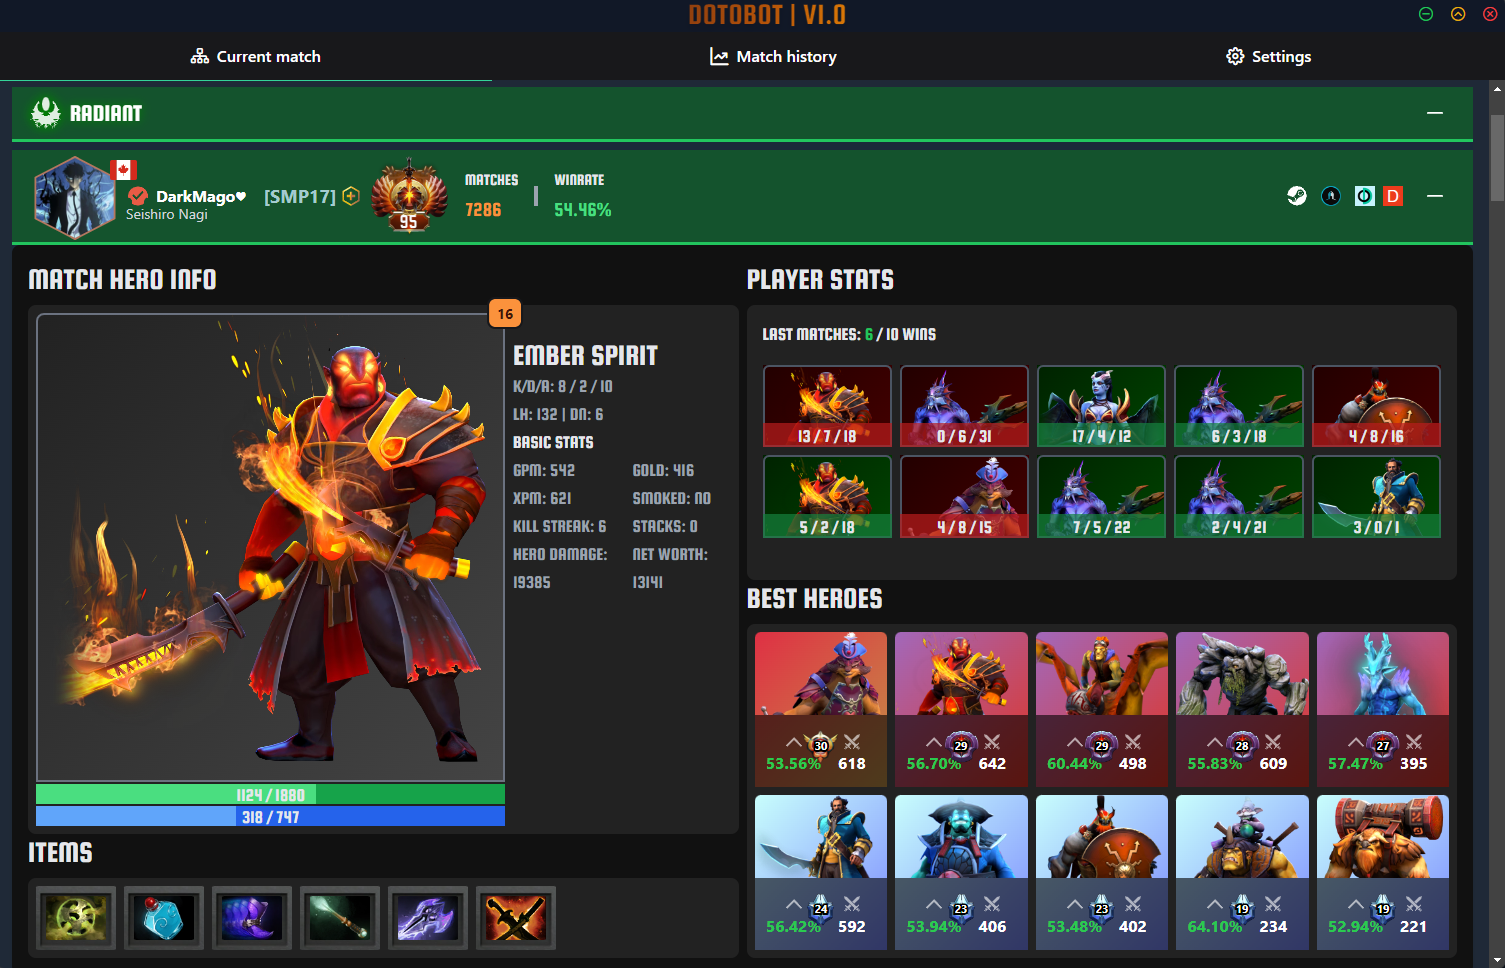 DOTOBOT | V1.0
Current match
Match history
Settings
RADIANT
DarkMago♥ [SMP17]
Seishiro Nagi
95
MATCHES
7286
WINRATE
54.46%
D
MATCH HERO INFO
16
EMBER SPIRIT
K/D/A: 8 / 2 / 10
LH: 132 | DN: 6
BASIC STATS
GPM: 542 GOLD: 416
XPM: 621 SMOKED: NO
KILL STREAK: 6 STACKS: 0
HERO DAMAGE: NET WORTH:
19385 13141
1124 / 1880
318 / 747
ITEMS
PLAYER STATS
LAST MATCHES: 6 / 10 WINS
13 / 7 / 18 0 / 6 / 31 17 / 4 / 12 6 / 3 / 18 4 / 8 / 16
5 / 2 / 18 4 / 8 / 15 7 / 5 / 22 2 / 4 / 21 3 / 0 / 1
BEST HEROES
30 29 29 28 27
53.56% 618 56.70% 642 60.44% 498 55.83% 609 57.47% 395
24 23 23 19 19
56.42% 592 53.94% 406 53.48% 402 64.10% 234 52.94% 221